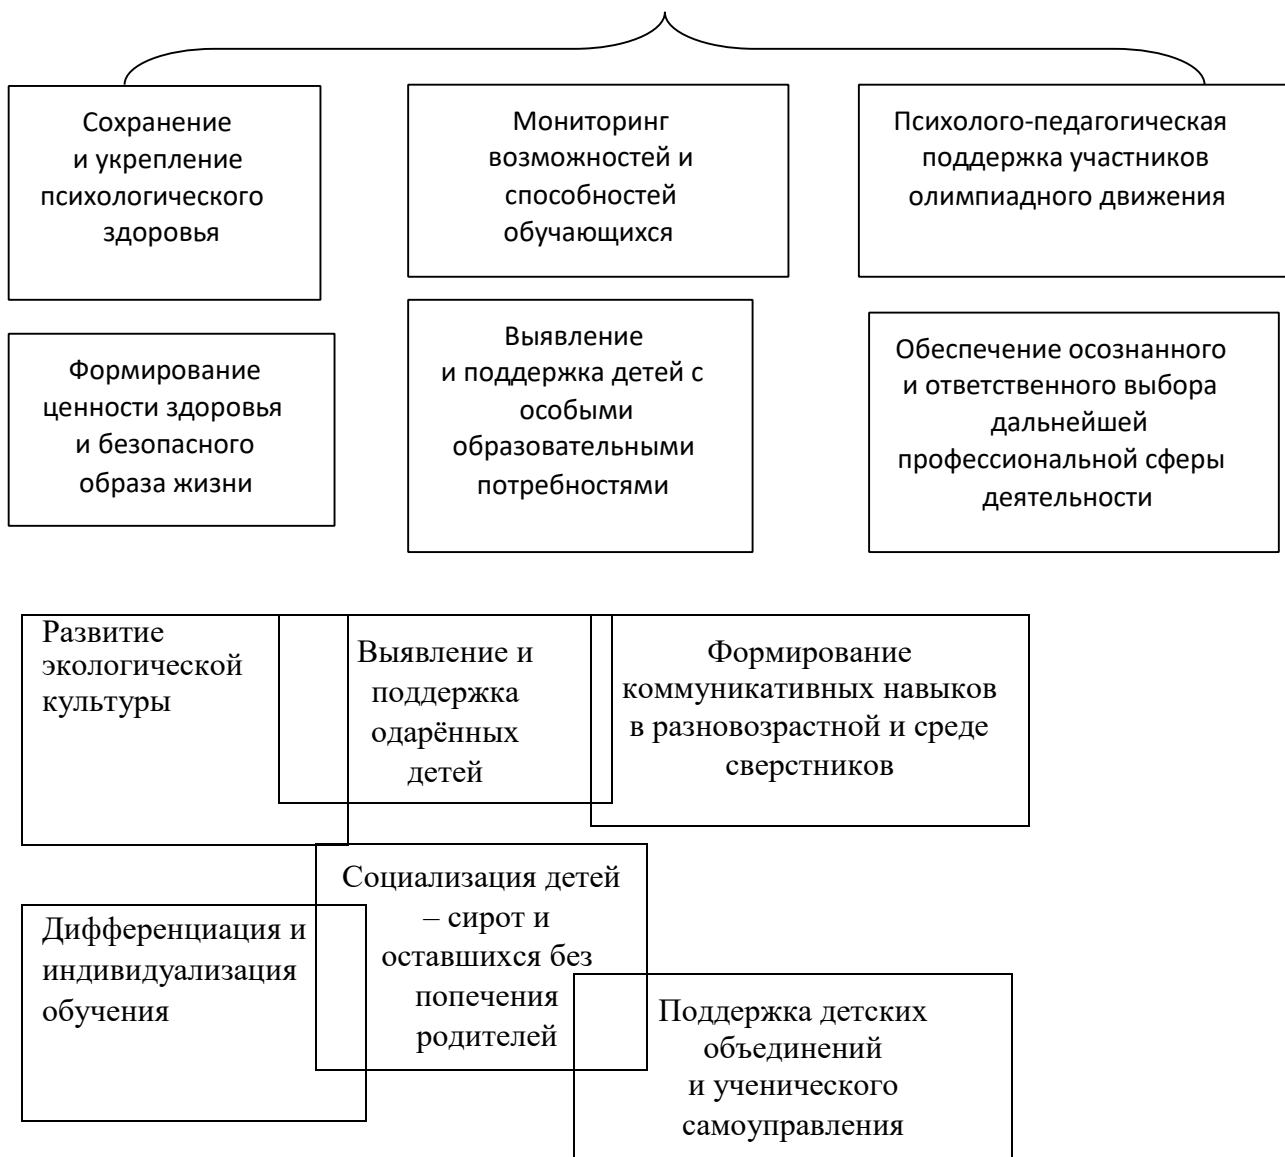 Сохранение
и укрепление
психологического
здоровья
Мониторинг
возможностей и
способностей
обучающихся
Психолого-педагогическая
поддержка участников
олимпиадного движения
Формирование
ценности здоровья
и безопасного
образа жизни
Выявление
и поддержка детей с
особыми
образовательными
потребностями
Обеспечение осознанного
и ответственного выбора
дальнейшей
профессиональной сферы
деятельности
Развитие
экологической
культуры
Выявление и
поддержка
одарённых
детей
Формирование
коммуникативных навыков
в разновозрастной и среде
сверстников
Дифференциация и
индивидуализация
обучения
Социализация детей
– сирот и
оставшихся без
попечения
родителей
Поддержка детских
объединений
и ученического
самоуправления